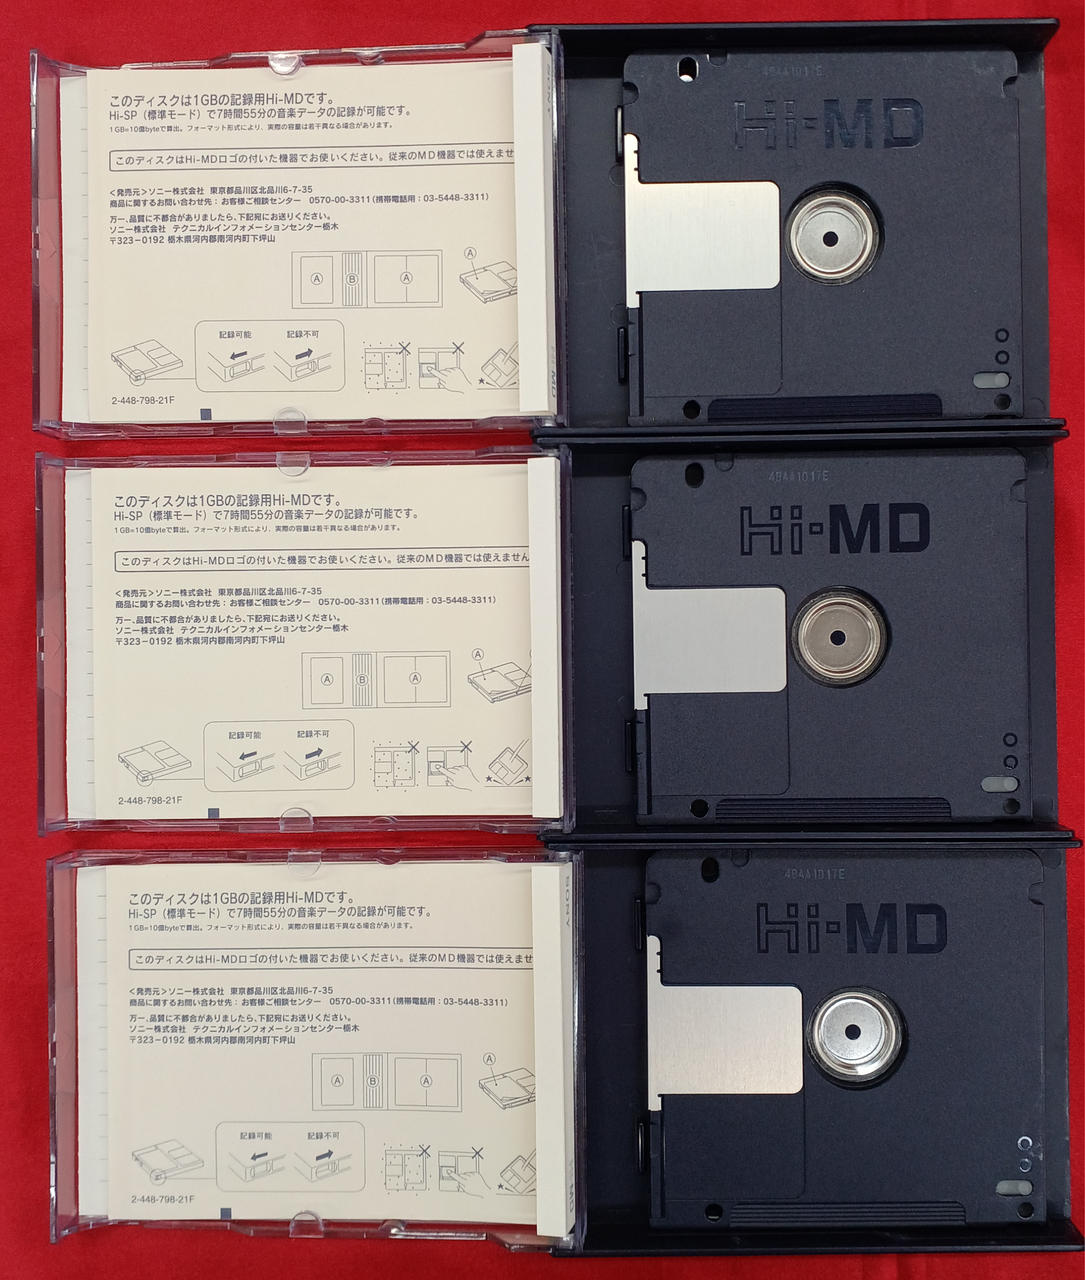 このディスクは1GBの記録用Hi-MDです。
Hi-SP（標準モード）で7時間55分の音楽データの記録が可能です。
1GB=10億byteで算出。フォーマット形式により、実際の容量は若干異なる場合があります。
このディスクはHi-MDロゴの付いた機器でお使いください。従来のMD機器では使えませ
＜発売元＞ソニー株式会社 東京都品川区北品川6-7-35
商品に関するお問い合わせ先：お客様ご相談センター 0570-00-3311（携帯電話用：03-5448-3311）
万一、品質に不都合がありましたら、下記宛にお送りください。
ソニー株式会社 テクニカルインフォメーションセンター栃木
〒323−0192 栃木県河内郡南河内町下坪山
A
B
A
A
記録可能 記録不可
2-448-798-21F
MD
4B4A1017E
Hi-MD
このディスクは1GBの記録用Hi-MDです。
Hi-SP（標準モード）で7時間55分の音楽データの記録が可能です。
1GB=10億byteで算出。フォーマット形式により、実際の容量は若干異なる場合があります。
このディスクはHi-MDロゴの付いた機器でお使いください。従来のMD機器では使えません
＜発売元＞ソニー株式会社 東京都品川区北品川6-7-35
商品に関するお問い合わせ先：お客様ご相談センター 0570-00-3311（携帯電話用：03-5448-3311）
万一、品質に不都合がありましたら、下記宛にお送りください。
ソニー株式会社 テクニカルインフォメーションセンター栃木
〒323−0192 栃木県河内郡南河内町下坪山
A
B
A
A
記録可能 記録不可
2-448-798-21F
4B4A1017E
Hi-MD
このディスクは1GBの記録用Hi-MDです。
Hi-SP（標準モード）で7時間55分の音楽データの記録が可能です。
1GB=10億byteで算出。フォーマット形式により、実際の容量は若干異なる場合があります。
このディスクはHi-MDロゴの付いた機器でお使いください。従来のMD機器では使えませ
＜発売元＞ソニー株式会社 東京都品川区北品川6-7-35
商品に関するお問い合わせ先：お客様ご相談センター 0570-00-3311（携帯電話用：03-5448-3311）
万一、品質に不都合がありましたら、下記宛にお送りください。
ソニー株式会社 テクニカルインフォメーションセンター栃木
〒323−0192 栃木県河内郡南河内町下坪山
A
B
A
A
記録可能 記録不可
2-448-798-21F
SONY
MD
4B4A1017E
Hi-MD